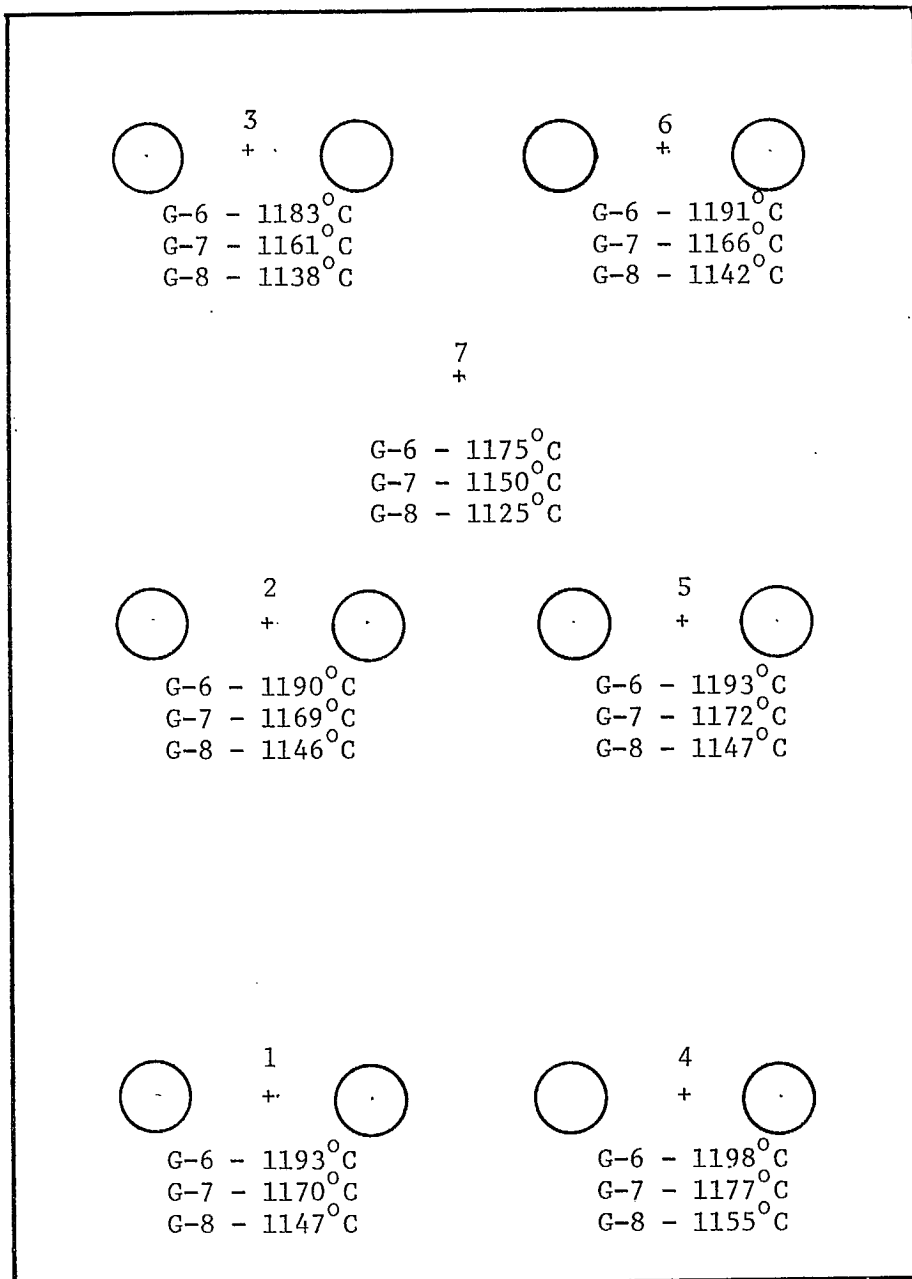 3
G-6 - 1183°C
G-7 - 1161°C
G-8 - 1138°C
6
G-6 - 1191°C
G-7 - 1166°C
G-8 - 1142°C
7
G-6 - 1175°C
G-7 - 1150°C
G-8 - 1125°C
2
G-6 - 1190°C
G-7 - 1169°C
G-8 - 1146°C
5
G-6 - 1193°C
G-7 - 1172°C
G-8 - 1147°C
1
G-6 - 1193°C
G-7 - 1170°C
G-8 - 1147°C
4
G-6 - 1198°C
G-7 - 1177°C
G-8 - 1155°C